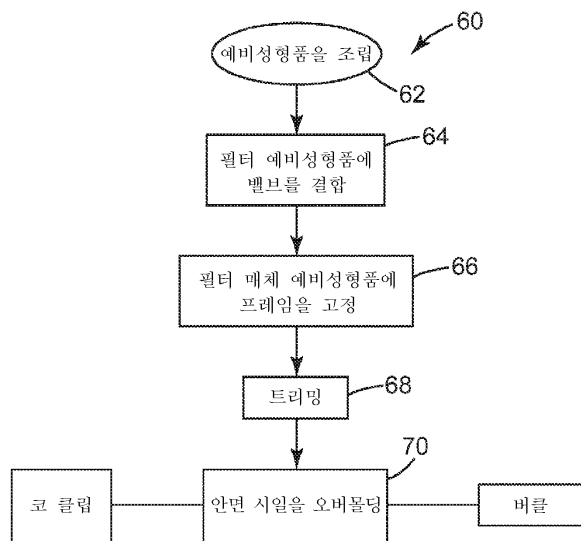 60
예비성형품을 조립
62
64
필터 예비성형품에
밸브를 결합
66
필터 매체 예비성형품에
프레임을 고정
트리밍
68
70
코 클립
안면 시일을 오버몰딩
버클